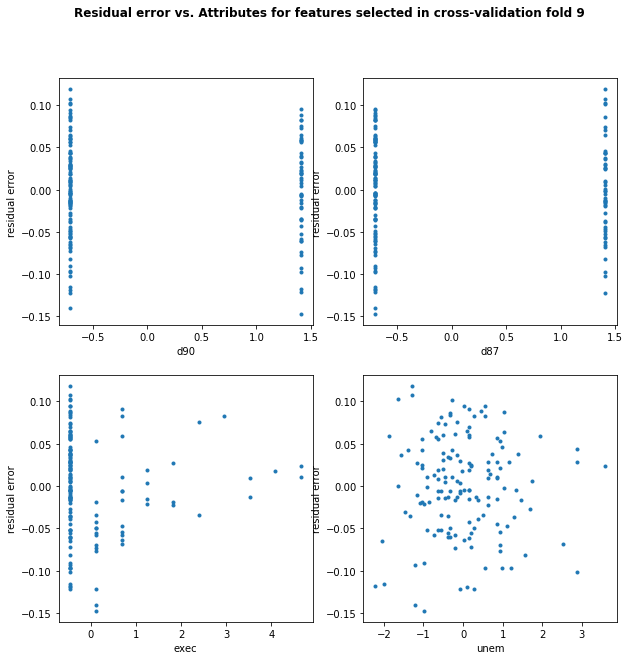 Residual error vs. Attributes for features selected in cross-validation fold 9
0.10
0.05
0.00
−0.05
−0.10
−0.15
residual error
−0.5 0.0 0.5 1.0 1.5
d90
0.10
0.05
0.00
−0.05
−0.10
−0.15
residual error
−0.5 0.0 0.5 1.0 1.5
d87
0.10
0.05
0.00
−0.05
−0.10
−0.15
residual error
0 1 2 3 4
exec
0.10
0.05
0.00
−0.05
−0.10
−0.15
residual error
−2 −1 0 1 2 3
unem